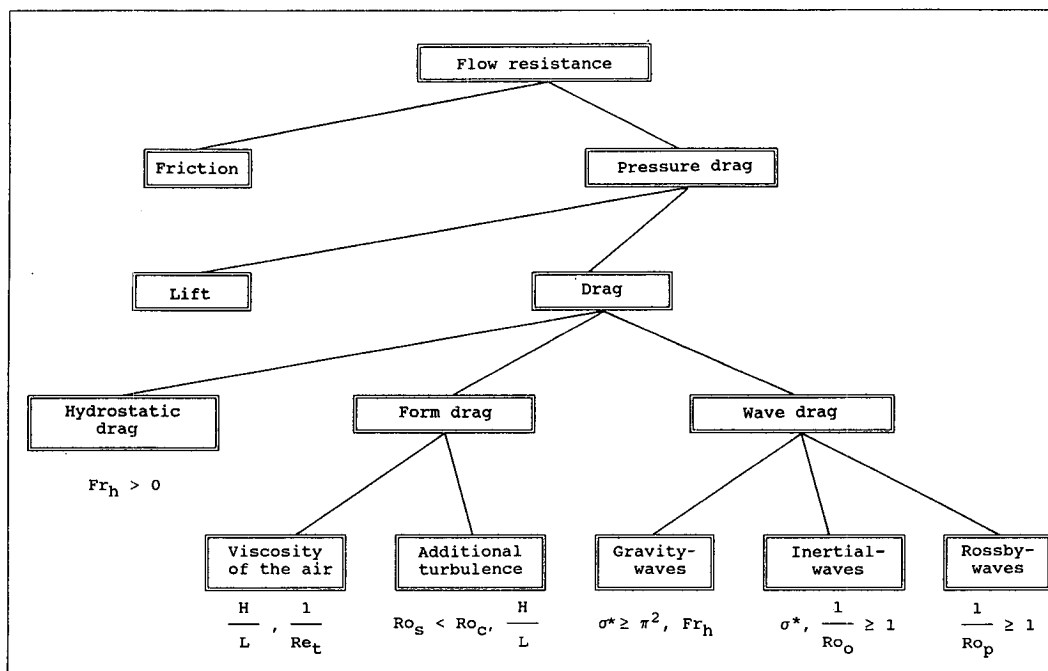 Flow resistance
Friction
Pressure drag
Lift
Drag
Hydrostatic
drag
Form drag
Wave drag
Fr_h > 0
Viscosity
of the air
Additional
turbulence
Gravity-
waves
Inertial-
waves
Rossby-
waves
H/L , 1/Re_t
Ro_s < Ro_c, H/L
σ* ≥ π², Fr_h
σ*, 1/Ro_o ≥ 1
1/Ro_p ≥ 1